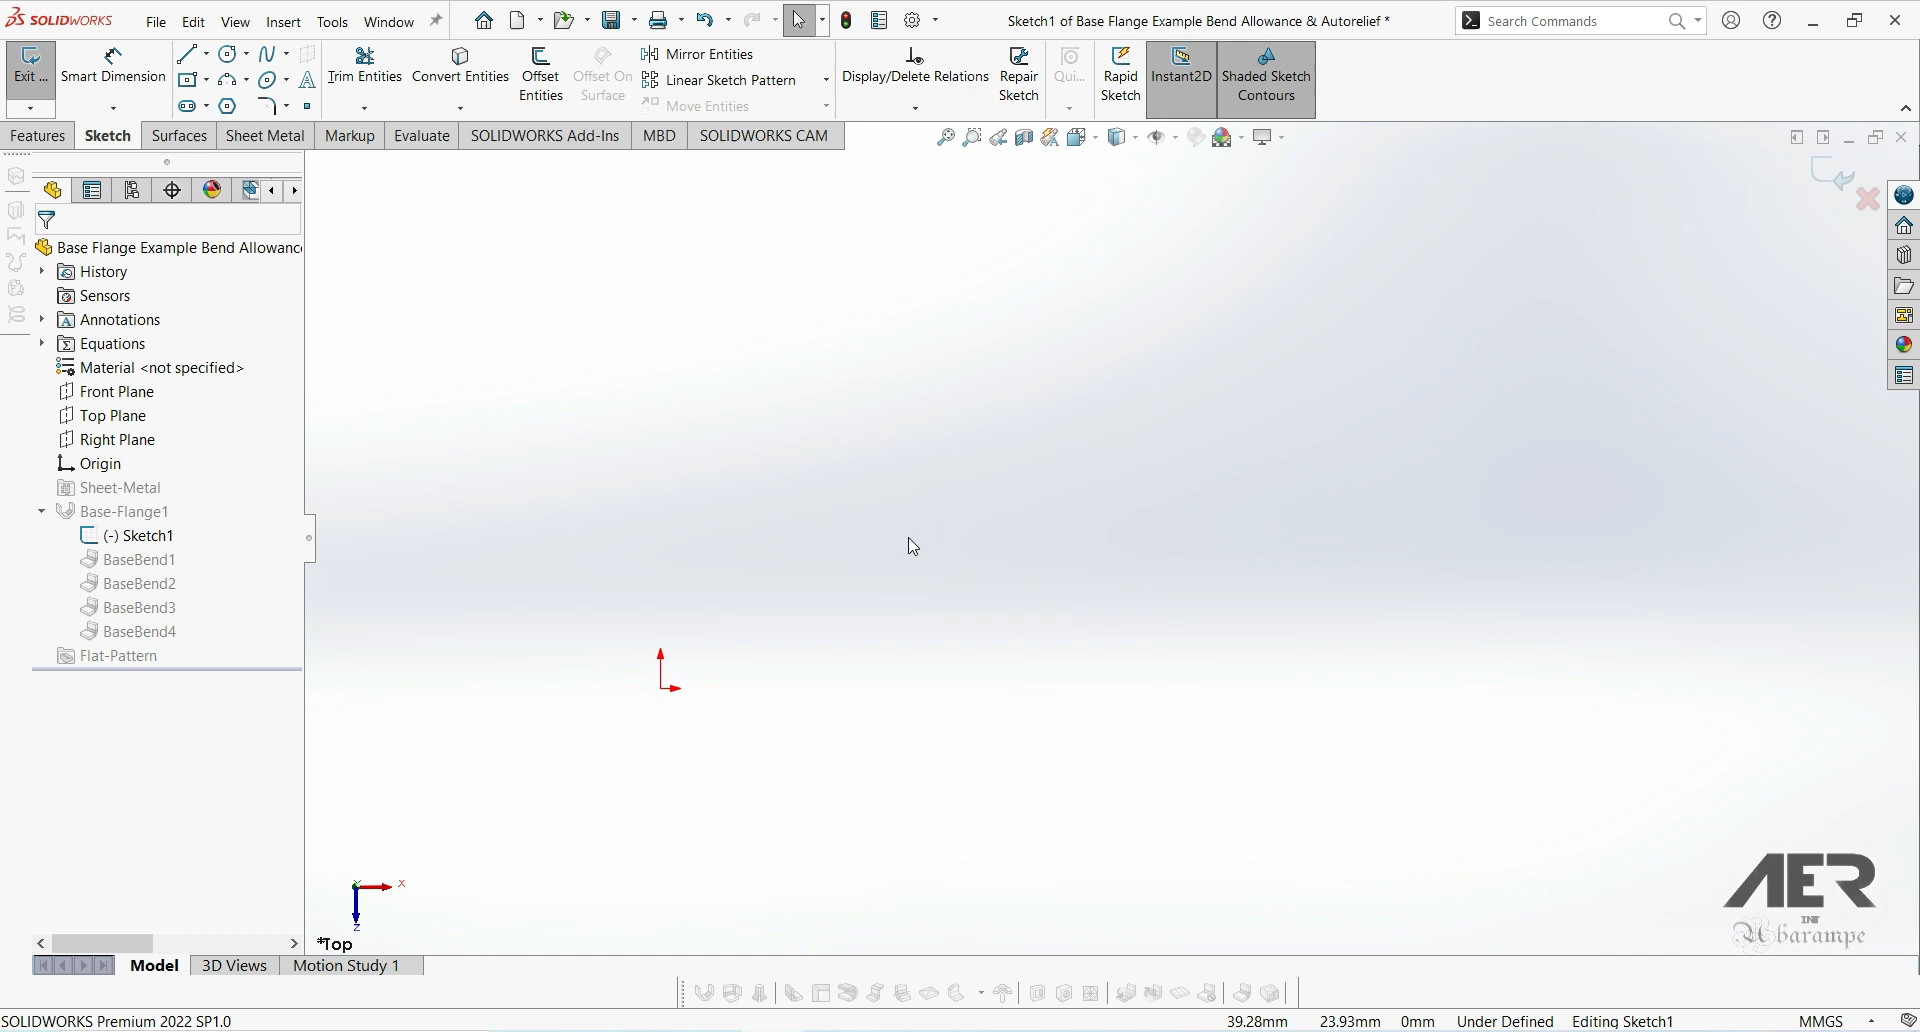 SOLIDWORKS File Edit View Insert Tools Window Sketch1 of Base Flange Example Bend Allowance & Autorelief * Search Commands
Exit ... Smart Dimension Trim Entities Convert Entities Offset Entities Offset On Surface Mirror Entities Linear Sketch Pattern Move Entities Display/Delete Relations Repair Sketch Qui... Rapid Sketch Instant2D Shaded Sketch Contours
Features Sketch Surfaces Sheet Metal Markup Evaluate SOLIDWORKS Add-Ins MBD SOLIDWORKS CAM
Base Flange Example Bend Allowanc
History
Sensors
Annotations
Equations
Material <not specified>
Front Plane
Top Plane
Right Plane
Origin
Sheet-Metal
Base-Flange1
(-) Sketch1
BaseBend1
BaseBend2
BaseBend3
BaseBend4
Flat-Pattern
X
Z
*Top
AER
INT
Abarampe
Model 3D Views Motion Study 1
SOLIDWORKS Premium 2022 SP1.0 39.28mm 23.93mm 0mm Under Defined Editing Sketch1 MMGS